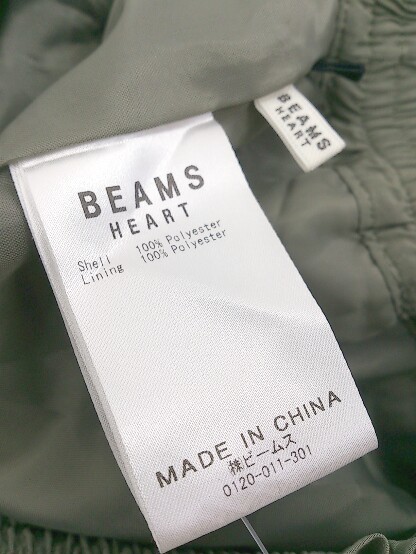 BEAMS
HEART
Shell 100% Polyester
Lining 100% Polyester
MADE IN CHINA
㈱ビームス
0120-011-301
BEAMS
HEART